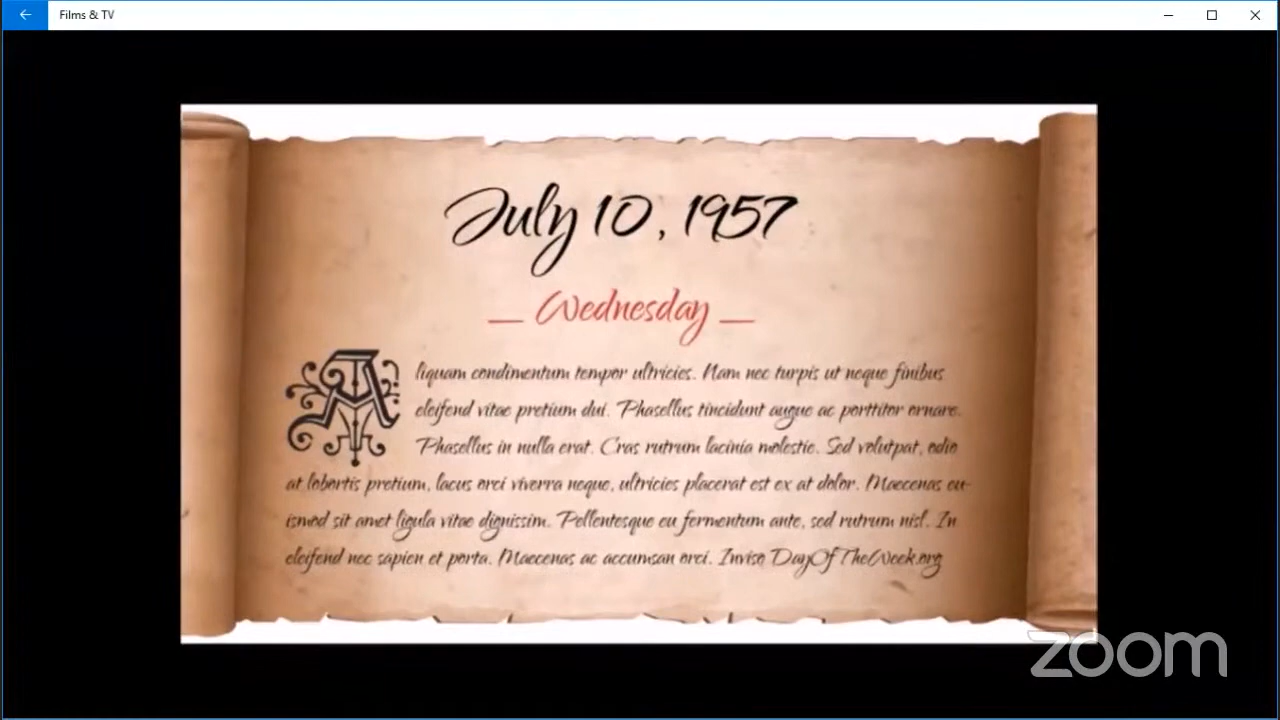 Films & TV
July 10, 1957
Wednesday
Aliquam condimentum tempor ultricies. Nam nec turpis ut neque finibus
eleifend vitae pretium dui. Phasellus tincidunt augue ac porttitor ornare.
Phasellus in nulla erat. Cras rutrum lacinia molestie. Sed volutpat, odio
at lobortis pretium, lacus orci viverra neque, ultricies placerat est ex at dolor. Maecenas eu-
ismod sit amet ligula vitae dignissim. Pellentesque eu fermentum ante, sed rutrum nisl. In
eleifend nec sapien et porta. Maecenas ac accumsan orci. Inviso DayOfTheWeek.org
zoom